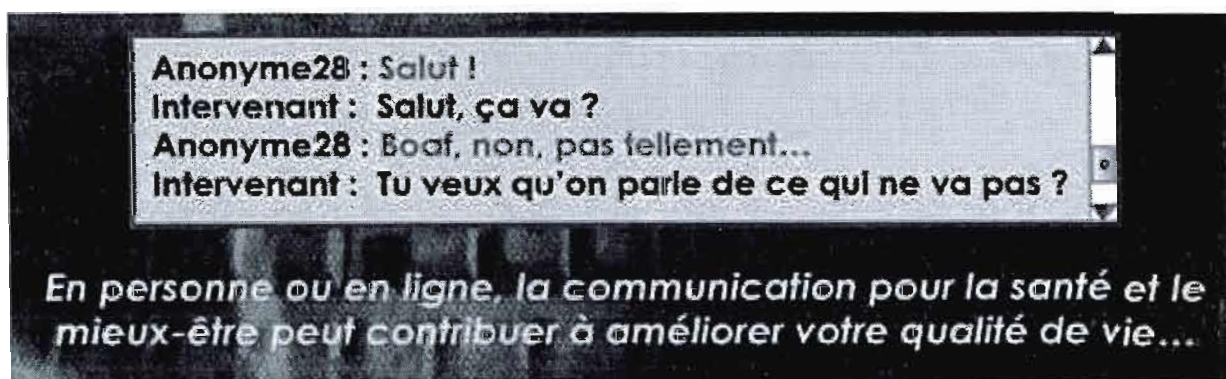 Anonyme28 : Salut !
Intervenant : Salut, ça va ?
Anonyme28 : Boaf, non, pas tellement...
Intervenant : Tu veux qu'on parle de ce qui ne va pas ?
En personne ou en ligne, la communication pour la santé et le
mieux-être peut contribuer à améliorer votre qualité de vie...